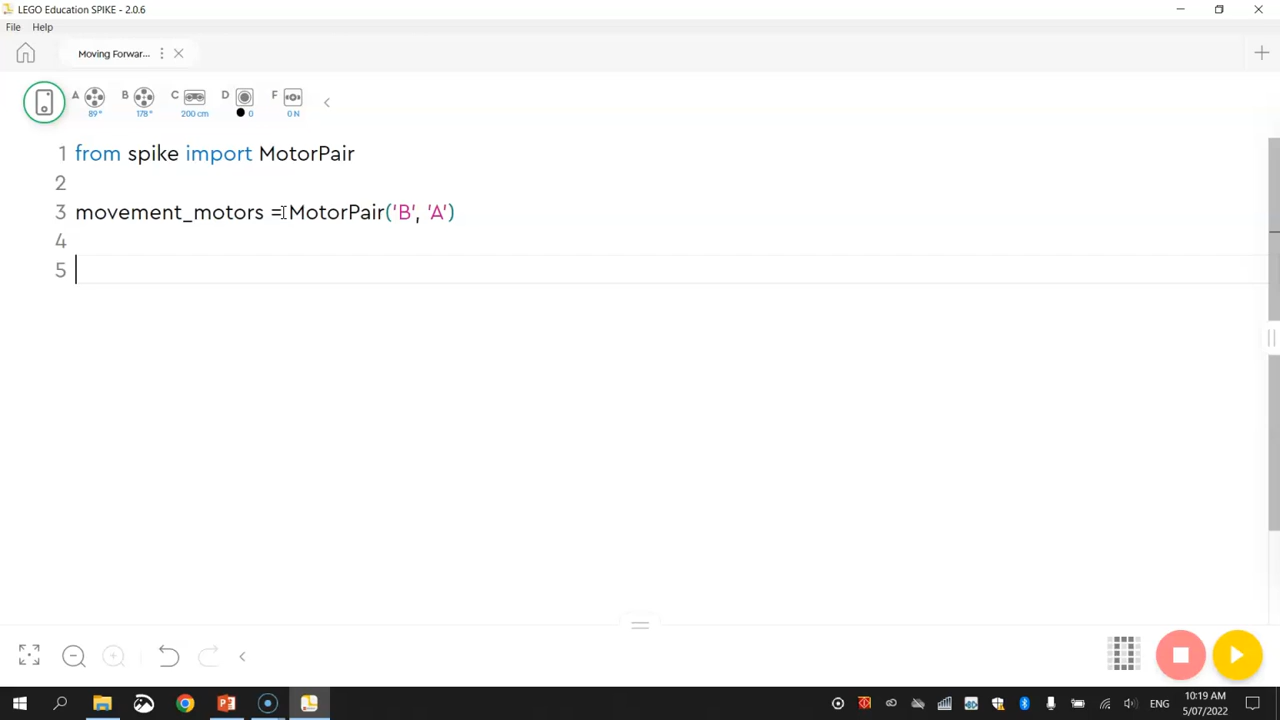 LEGO Education SPIKE - 2.0.6
File Help
Moving Forwar...
A B C D F
89° 178° 200 cm 0 0 N
1 from spike import MotorPair
2
3 movement_motors = MotorPair('B', 'A')
4
5
ENG
10:19 AM
5/07/2022